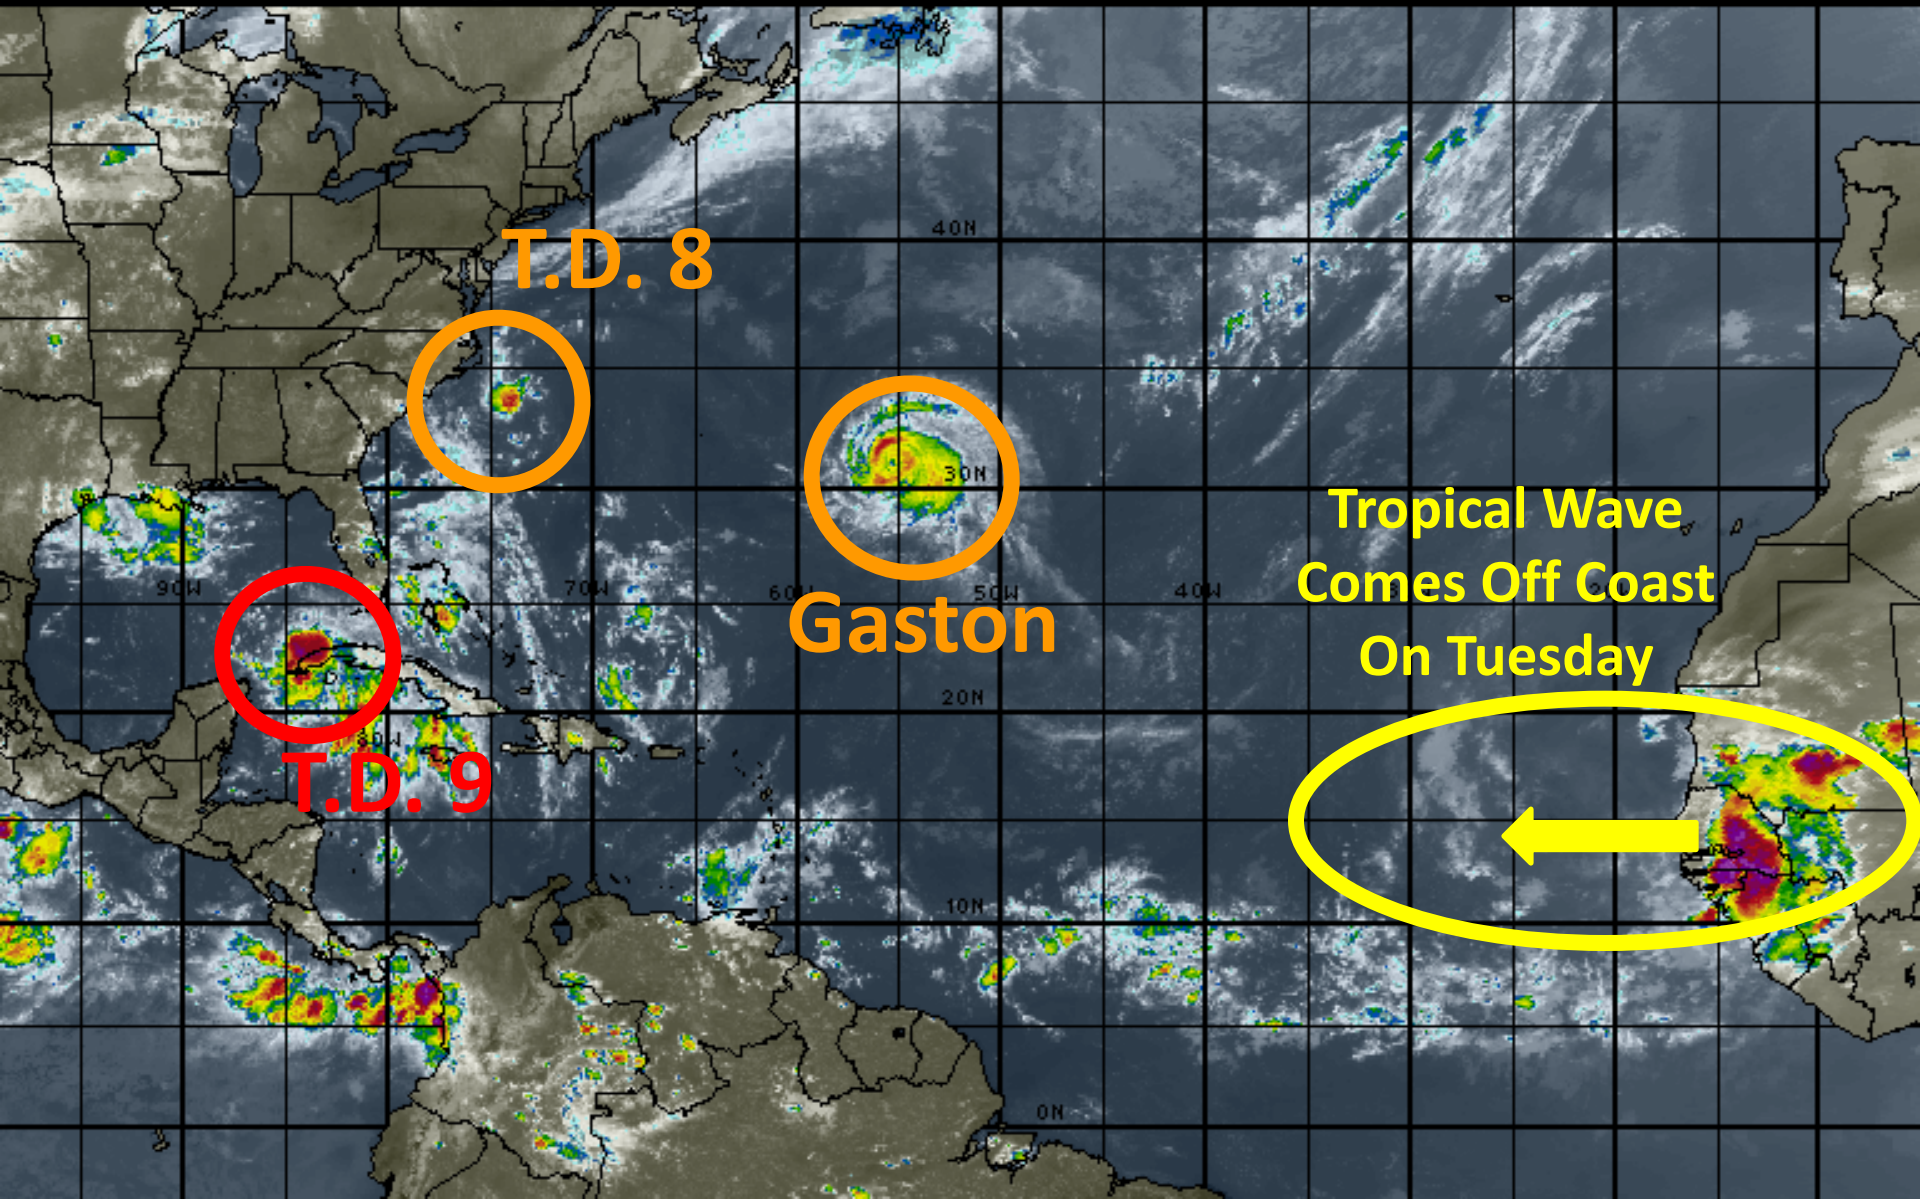 40N
T.D. 8
30N
Tropical Wave
Comes Off Coast
On Tuesday
90W
70W
60W
50W
40W
Gaston
20N
80W
T.D. 9
10N
0N